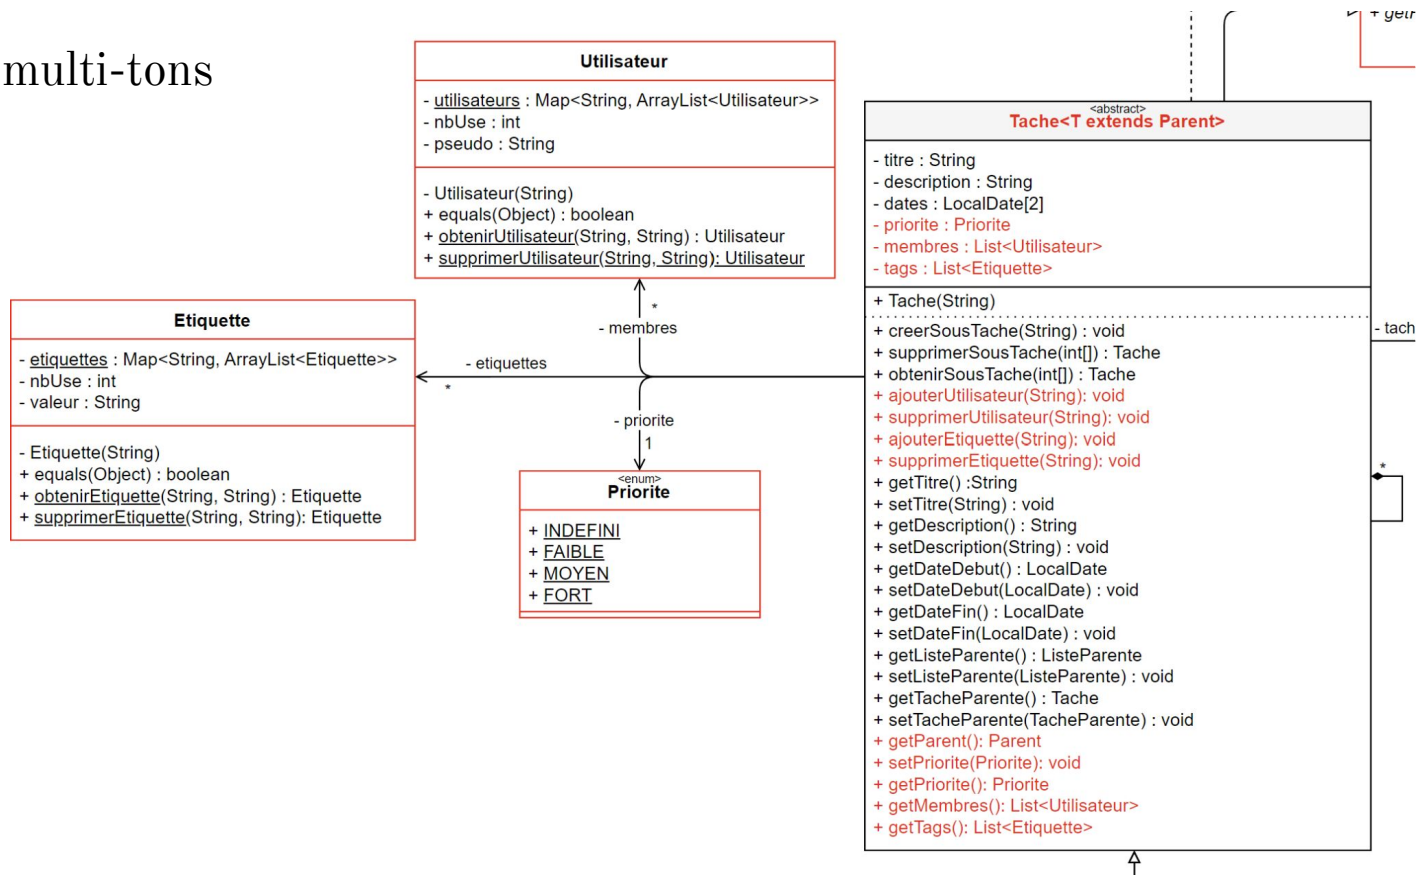 multi-tons
+ getF
Utilisateur
- utilisateurs : Map<String, ArrayList<Utilisateur>>
- nbUse : int
- pseudo : String
- Utilisateur(String)
+ equals(Object) : boolean
+ obtenirUtilisateur(String, String) : Utilisateur
+ supprimerUtilisateur(String, String): Utilisateur
*
- membres
- etiquettes
*
- priorite
1
Etiquette
- etiquettes : Map<String, ArrayList<Etiquette>>
- nbUse : int
- valeur : String
- Etiquette(String)
+ equals(Object) : boolean
+ obtenirEtiquette(String, String) : Etiquette
+ supprimerEtiquette(String, String): Etiquette
<enum>
Priorite
+ INDEFINI
+ FAIBLE
+ MOYEN
+ FORT
<abstract>
Tache<T extends Parent>
- titre : String
- description : String
- dates : LocalDate[2]
- priorite : Priorite
- membres : List<Utilisateur>
- tags : List<Etiquette>
+ Tache(String)
+ creerSousTache(String) : void
+ supprimerSousTache(int[]) : Tache
+ obtenirSousTache(int[]) : Tache
+ ajouterUtilisateur(String): void
+ supprimerUtilisateur(String): void
+ ajouterEtiquette(String): void
+ supprimerEtiquette(String): void
+ getTitre() :String
+ setTitre(String) : void
+ getDescription() : String
+ setDescription(String) : void
+ getDateDebut() : LocalDate
+ setDateDebut(LocalDate) : void
+ getDateFin() : LocalDate
+ setDateFin(LocalDate) : void
+ getListeParente() : ListeParente
+ setListeParente(ListeParente) : void
+ getTacheParente() : Tache
+ setTacheParente(TacheParente) : void
+ getParent(): Parent
+ setPriorite(Priorite): void
+ getPriorite(): Priorite
+ getMembres(): List<Utilisateur>
+ getTags(): List<Etiquette>
- tach
*